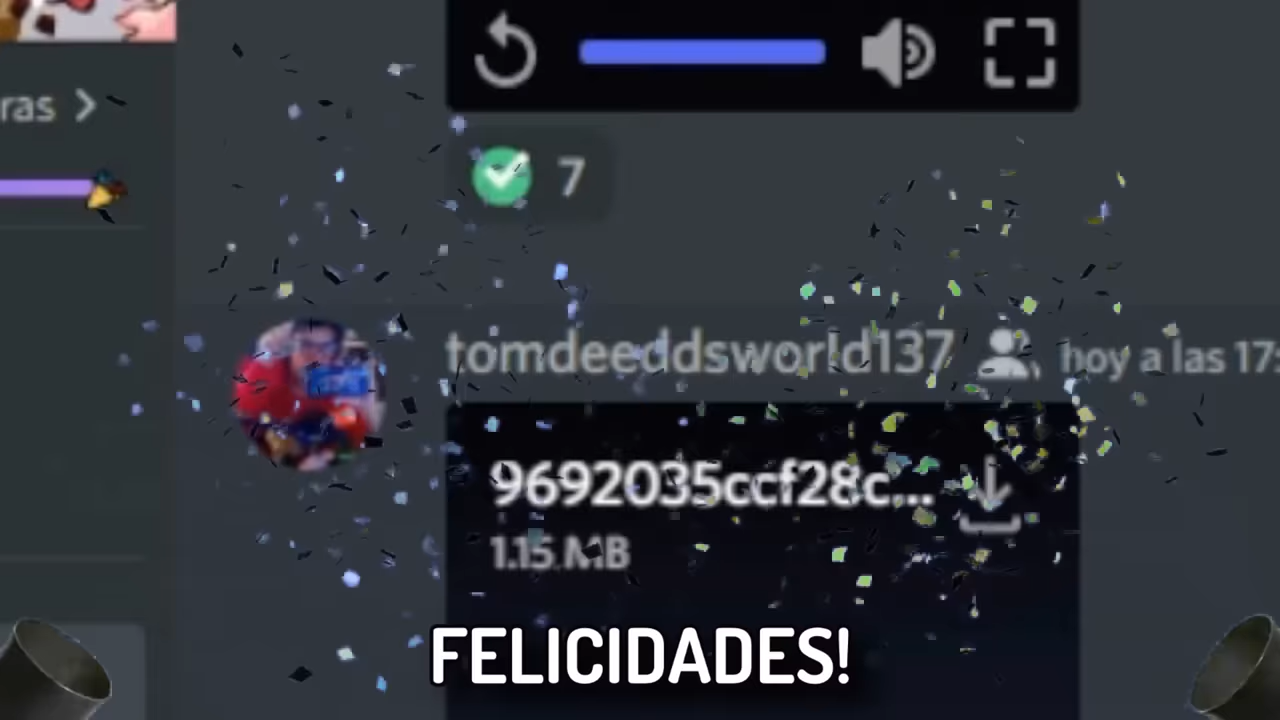 ras
7
tomdeeddsworld137 hoy a las 17:
9692035ccf28c...
1.15 MB
FELICIDADES!